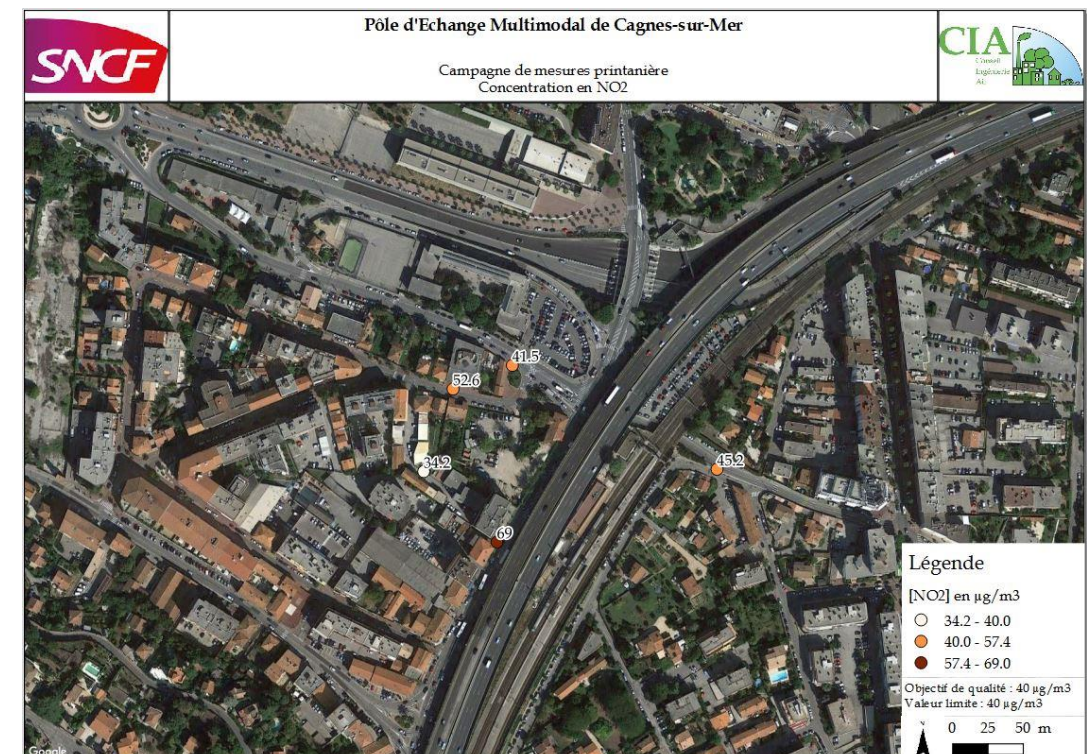 SNCF
Pôle d'Echange Multimodal de Cagnes-sur-Mer
Campagne de mesures printanière
Concentration en NO2
CIA
Conseil
Ingénierie
Air
41.5
52.6
34.2
45.2
69
Légende
[NO2] en µg/m3
34.2 - 40.0
40.0 - 57.4
57.4 - 69.0
Objectif de qualité : 40 µg/m3
Valeur limite : 40 µg/m3
N
0 25 50 m
Google